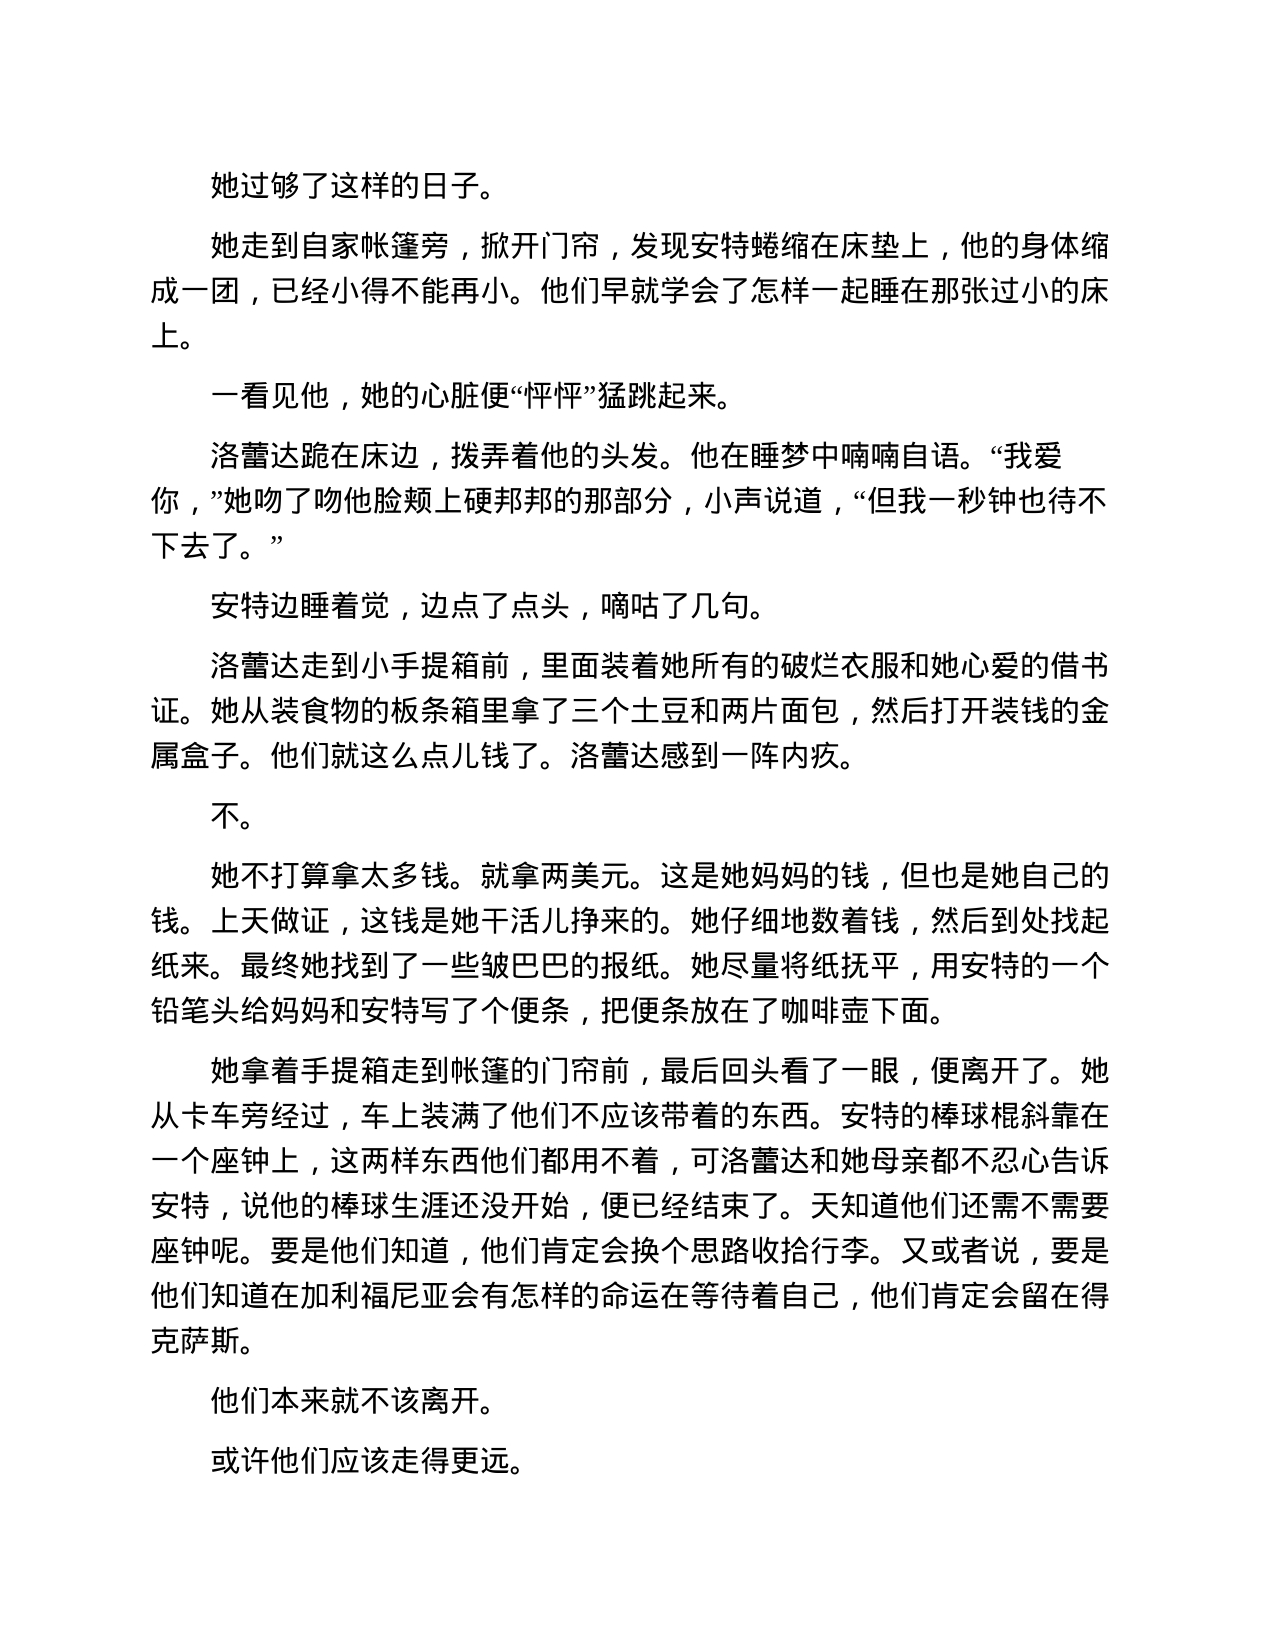 她过够了这样的日子。
她走到自家帐篷旁，掀开门帘，发现安特蜷缩在床垫上，他的身体缩
成一团，已经小得不能再小。他们早就学会了怎样一起睡在那张过小的床
上。
一看见他，她的心脏便“怦怦”猛跳起来。
洛蕾达跪在床边，拨弄着他的头发。他在睡梦中喃喃自语。“我爱
你，”她吻了吻他脸颊上硬邦邦的那部分，小声说道，“但我一秒钟也待不
下去了。”
安特边睡着觉，边点了点头，嘀咕了几句。
洛蕾达走到小手提箱前，里面装着她所有的破烂衣服和她心爱的借书
证。她从装食物的板条箱里拿了三个土豆和两片面包，然后打开装钱的金
属盒子。他们就这么点儿钱了。洛蕾达感到一阵内疚。
不。
她不打算拿太多钱。就拿两美元。这是她妈妈的钱，但也是她自己的
钱。上天做证，这钱是她干活儿挣来的。她仔细地数着钱，然后到处找起
纸来。最终她找到了一些皱巴巴的报纸。她尽量将纸抚平，用安特的一个
铅笔头给妈妈和安特写了个便条，把便条放在了咖啡壶下面。
她拿着手提箱走到帐篷的门帘前，最后回头看了一眼，便离开了。她
从卡车旁经过，车上装满了他们不应该带着的东西。安特的棒球棍斜靠在
一个座钟上，这两样东西他们都用不着，可洛蕾达和她母亲都不忍心告诉
安特，说他的棒球生涯还没开始，便已经结束了。天知道他们还需不需要
座钟呢。要是他们知道，他们肯定会换个思路收拾行李。又或者说，要是
他们知道在加利福尼亚会有怎样的命运在等待着自己，他们肯定会留在得
克萨斯。
他们本来就不该离开。
或许他们应该走得更远。